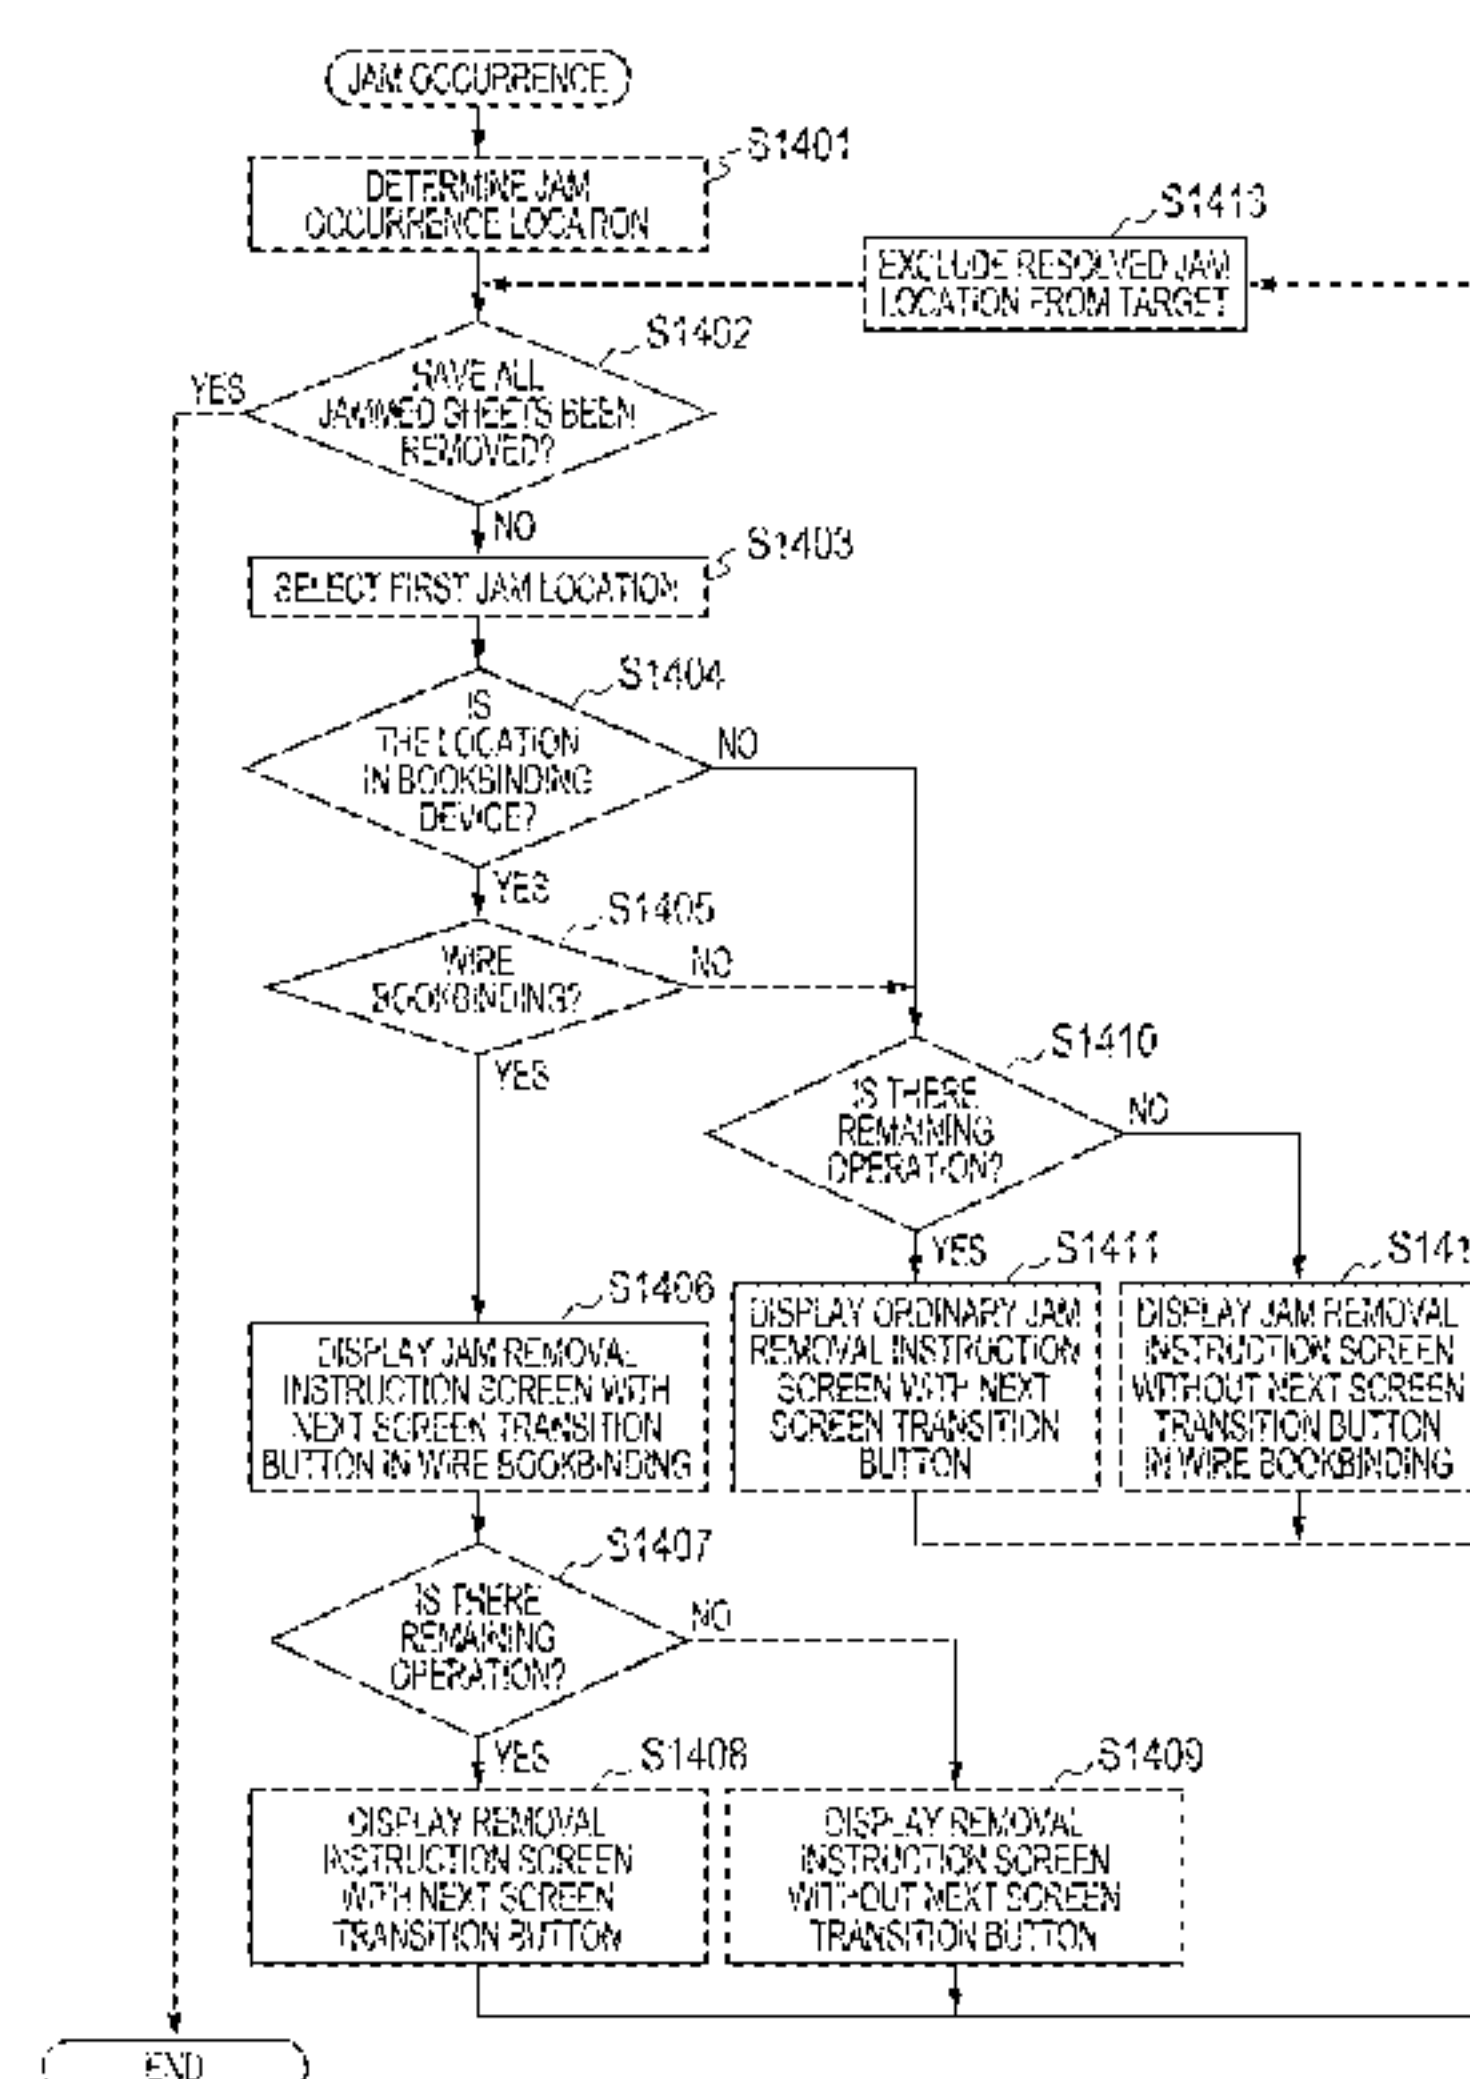 JAM OCCURRENCE
S1401
DETERMINE JAM
OCCURRENCE LOCATION
S1413
EXCLUDE RESOLVED JAM
LOCATION FROM TARGET
S1402
YES
HAVE ALL
JAMMED SHEETS BEEN
REMOVED?
NO
S1403
SELECT FIRST JAM LOCATION
S1404
IS
THE LOCATION
IN BOOKBINDING
DEVICE?
NO
YES
S1405
WIRE
BOOKBINDING?
NO
YES
S1410
IS THERE
REMAINING
OPERATION?
NO
YES
S1411
S141
DISPLAY ORDINARY JAM
REMOVAL INSTRUCTION
SCREEN WITH NEXT
SCREEN TRANSITION
BUTTON
DISPLAY JAM REMOVAL
INSTRUCTION SCREEN
WITHOUT NEXT SCREEN
TRANSITION BUTTON
IN WIRE BOOKBINDING
S1406
DISPLAY JAM REMOVAL
INSTRUCTION SCREEN WITH
NEXT SCREEN TRANSITION
BUTTON IN WIRE BOOKBINDING
S1407
IS THERE
REMAINING
OPERATION?
NO
YES
S1408
DISPLAY REMOVAL
INSTRUCTION SCREEN
WITH NEXT SCREEN
TRANSITION BUTTON
S1409
DISPLAY REMOVAL
INSTRUCTION SCREEN
WITHOUT NEXT SCREEN
TRANSITION BUTTON
END